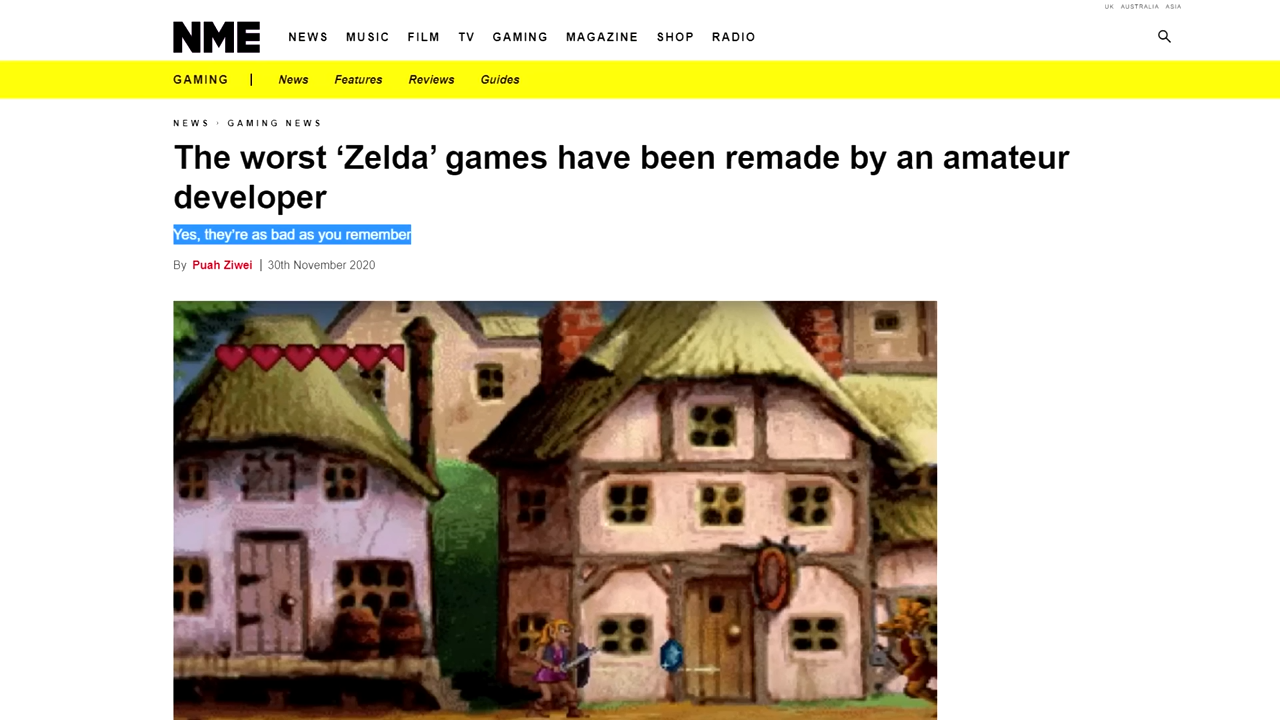 UK AUSTRALIA ASIA
NME NEWS MUSIC FILM TV GAMING MAGAZINE SHOP RADIO
GAMING | News Features Reviews Guides
NEWS › GAMING NEWS
The worst ‘Zelda’ games have been remade by an amateur
developer
Yes, they're as bad as you remember
By Puah Ziwei | 30th November 2020